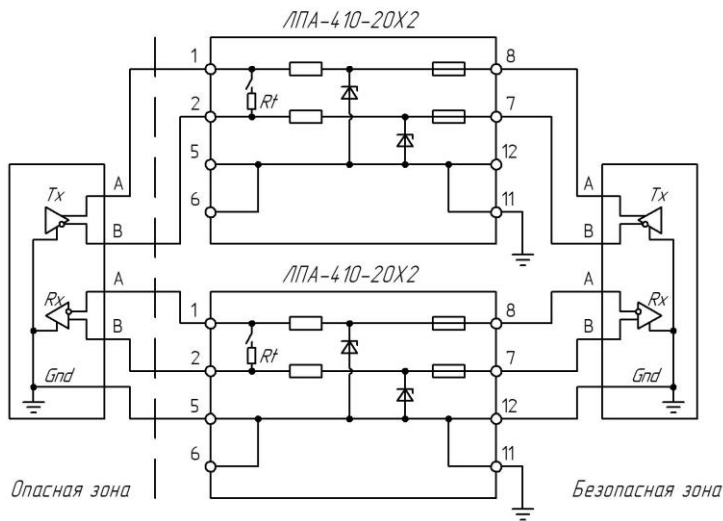 ЛПА-410-20Х2
1 8
Rt
2 7
5 12
6 11
A A
Tx Tx
B B
ЛПА-410-20Х2
A A
1 8
Rx Rx
B B
Rt
2 7
Gnd Gnd
5 12
6 11
Опасная зона Безопасная зона